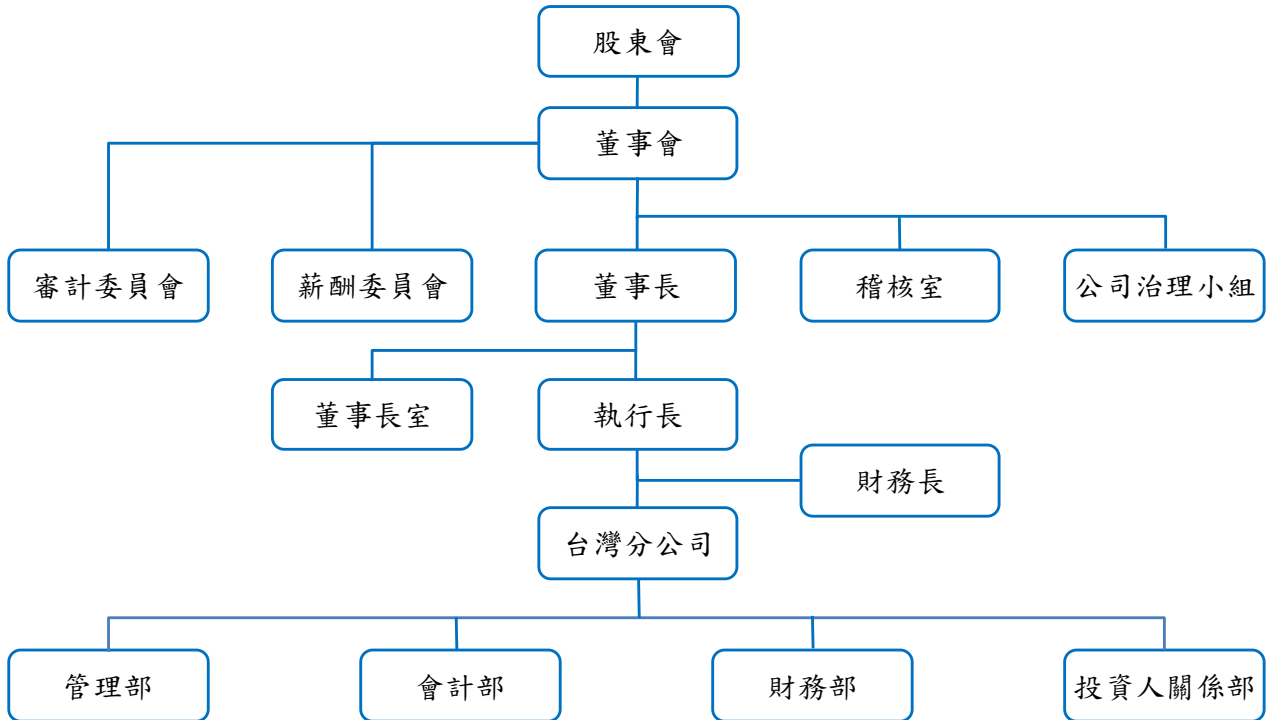 股東會
董事會
審計委員會
薪酬委員會
董事長
稽核室
公司治理小組
董事長室
執行長
財務長
台灣分公司
管理部
會計部
財務部
投資人關係部